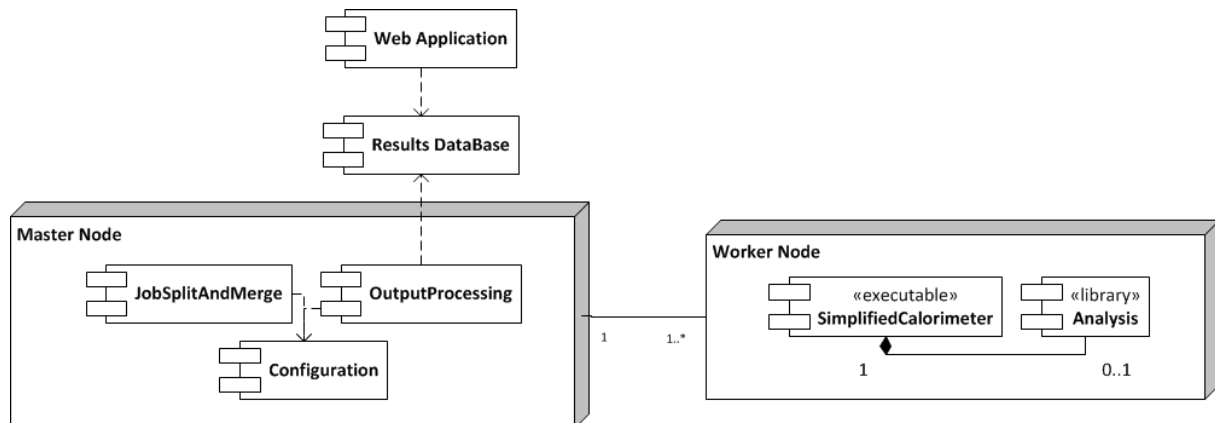 Web Application
Results DataBase
Master Node
JobSplitAndMerge
OutputProcessing
Configuration
1
1..*
Worker Node
«executable»
SimplifiedCalorimeter
«library»
Analysis
1
0..1